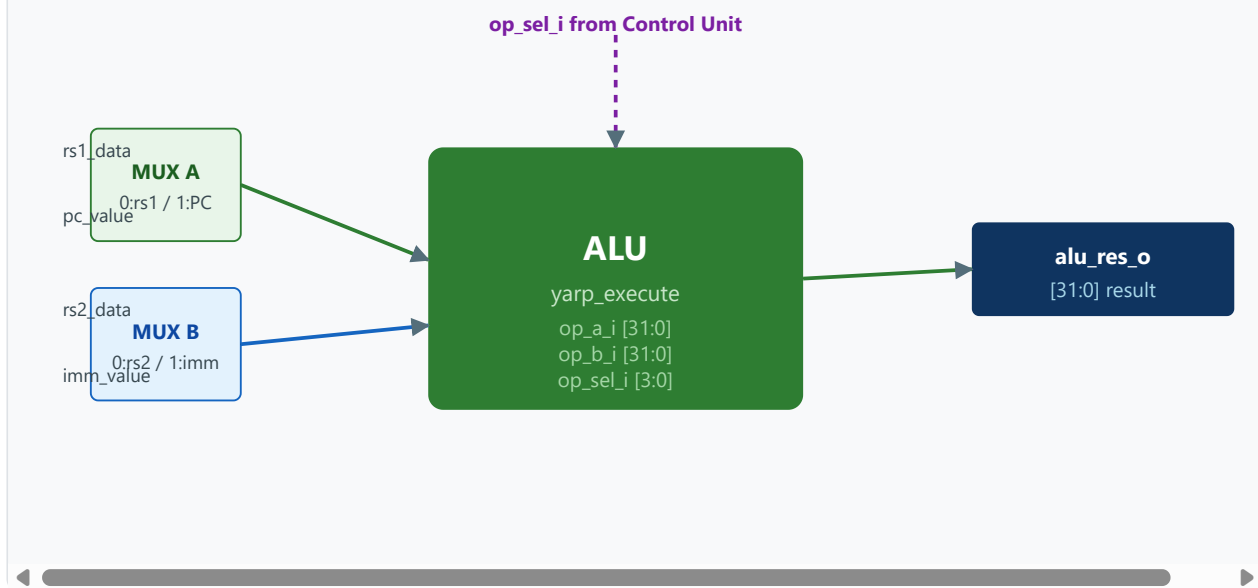 op_sel_i from Control Unit
rs1_data
MUX A
0:rs1 / 1:PC
pc_value
rs2_data
MUX B
0:rs2 / 1:imm
imm_value
ALU
yarp_execute
op_a_i [31:0]
op_b_i [31:0]
op_sel_i [3:0]
alu_res_o
[31:0] result